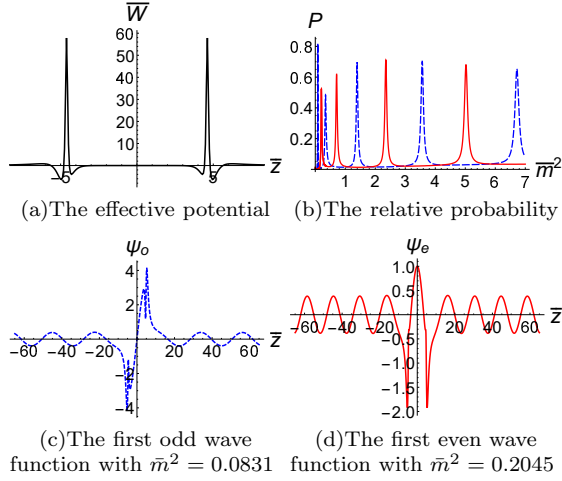 W̅
60
50
40
30
20
10
−5
5
z̅
(a)The effective potential
P
0.8
0.6
0.4
0.2
1 2 3 4 5 6 7
m̅²
(b)The relative probability
ψₒ
4
2
−2
−4
−60 −40 −20 20 40 60
z̅
(c)The first odd wave
function with m̄² = 0.0831
ψₑ
1.0
0.5
−0.5
−1.0
−1.5
−2.0
−60 −40 −20 20 40 60
z̅
(d)The first even wave
function with m̄² = 0.2045